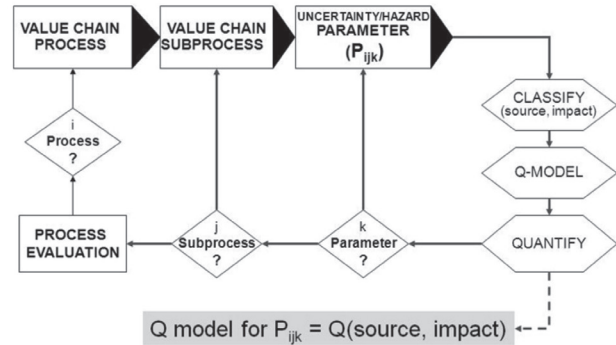 VALUE CHAIN
PROCESS
VALUE CHAIN
SUBPROCESS
UNCERTAINTY/HAZARD
PARAMETER
(Pijk)
CLASSIFY
(source, impact)
i
Process
?
Q-MODEL
PROCESS
EVALUATION
j
Subprocess
?
k
Parameter
?
QUANTIFY
Q model for Pijk = Q(source, impact)